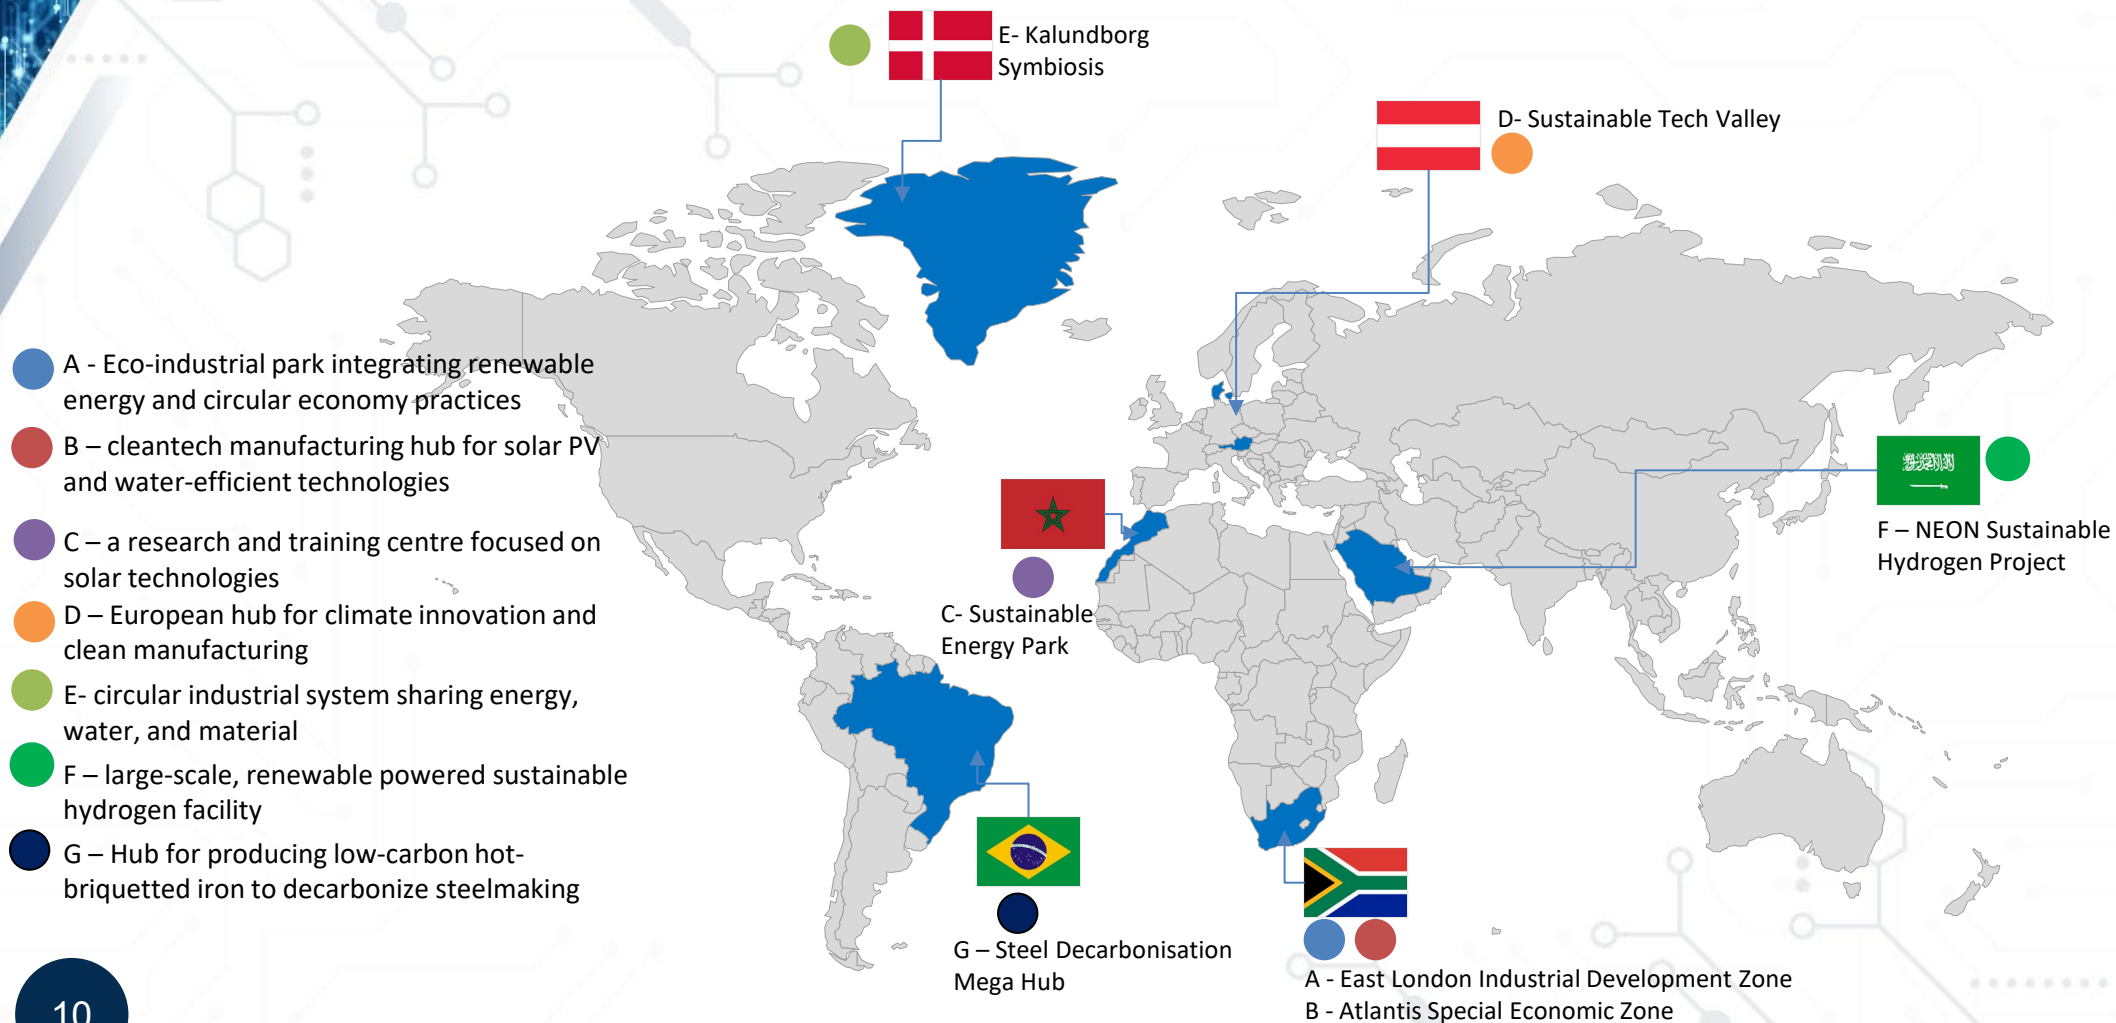 E- Kalundborg
Symbiosis
D- Sustainable Tech Valley
A - Eco-industrial park integrating renewable
energy and circular economy practices
B – cleantech manufacturing hub for solar PV
and water-efficient technologies
C – a research and training centre focused on
solar technologies
D – European hub for climate innovation and
clean manufacturing
E- circular industrial system sharing energy,
water, and material
F – large-scale, renewable powered sustainable
hydrogen facility
G – Hub for producing low-carbon hot-
briquetted iron to decarbonize steelmaking
F – NEON Sustainable
Hydrogen Project
C- Sustainable
Energy Park
G – Steel Decarbonisation
Mega Hub
A - East London Industrial Development Zone
B - Atlantis Special Economic Zone
10